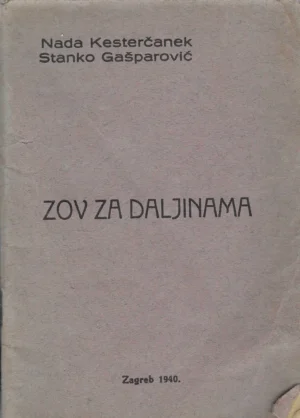 Nada Kesterčanek
Stanko Gašparović
ZOV ZA DALJINAMA
Zagreb 1940.